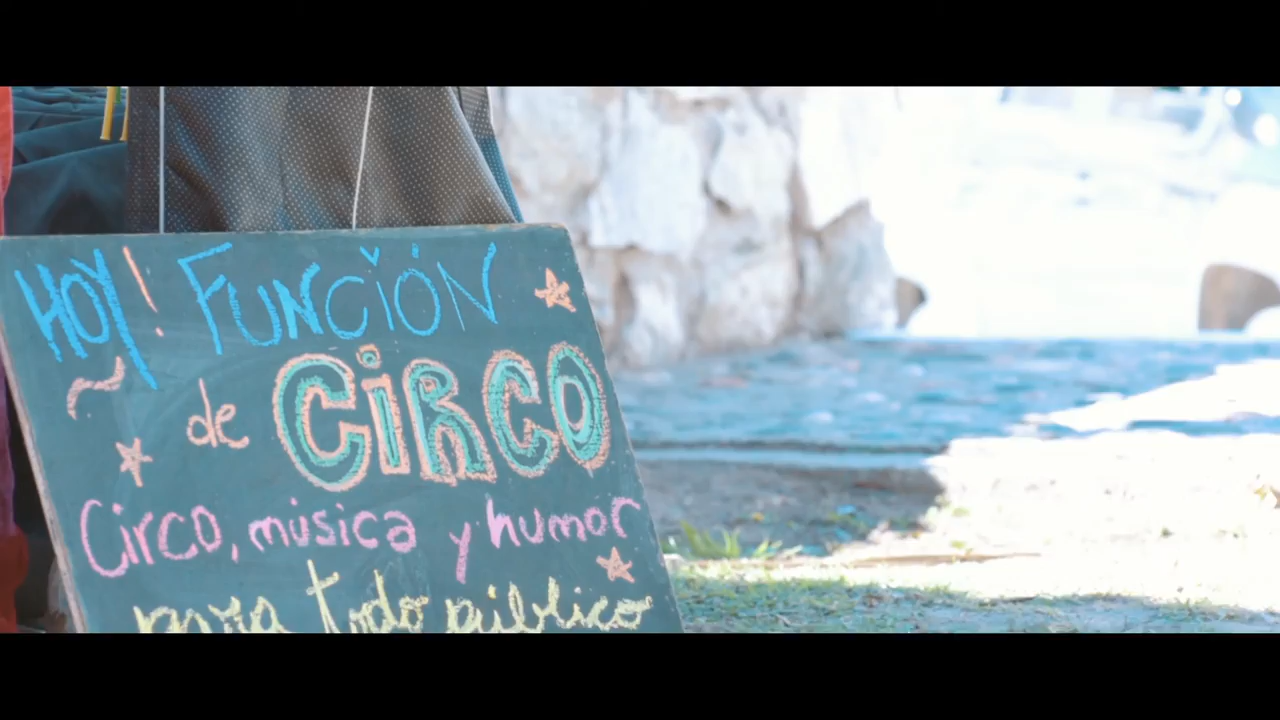 HOY! FUNCIÓN
de CIRCO
Circo, música y humor
para todo público